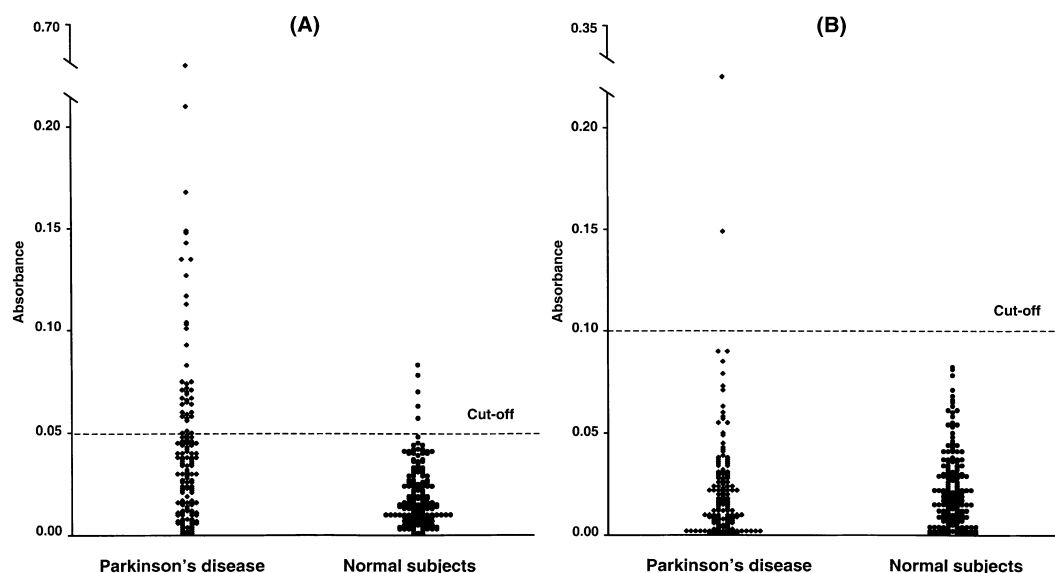 (A)
0.70
0.20
0.15
0.10
0.05
0.00
Absorbance
Cut-off
Parkinson's disease
Normal subjects
(B)
0.35
0.20
0.15
0.10
0.05
0.00
Absorbance
Cut-off
Parkinson's disease
Normal subjects